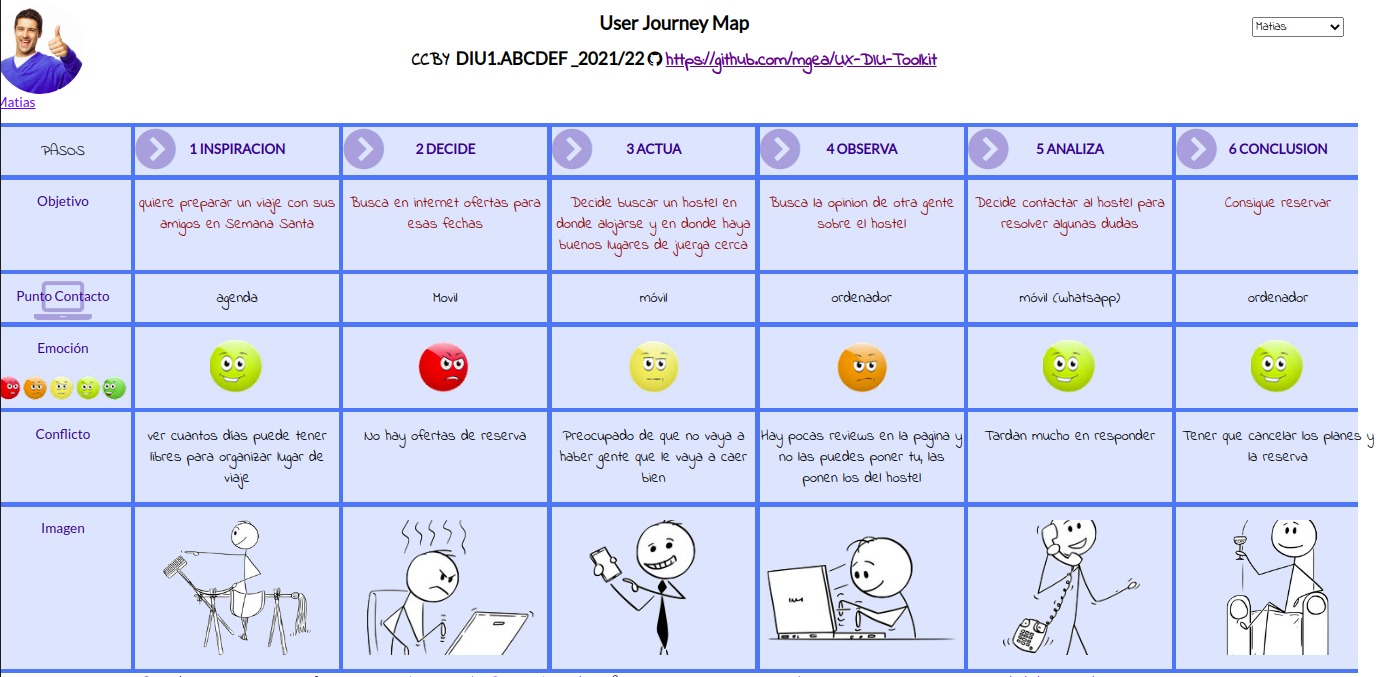 User Journey Map
Matias
CCBY DIU1.ABCDEF_2021/22 https://github.com/mgea/UX-DIU-Toolkit
Matias
PASOS
1 INSPIRACION
2 DECIDE
3 ACTUA
4 OBSERVA
5 ANALIZA
6 CONCLUSION
Objetivo
quiere preparar un viaje con sus
amigos en Semana Santa
Busca en internet ofertas para
esas fechas
Decide buscar un hostel en
donde alojarse y en donde haya
buenos lugares de juerga cerca
Busca la opinion de otra gente
sobre el hostel
Decide contactar al hostel para
resolver algunas dudas
Consigue reservar
Punto Contacto
agenda
Movil
móvil
ordenador
móvil (whatsapp)
ordenador
Emoción
Conflicto
ver cuantos días puede tener
libres para organizar lugar de
viaje
No hay ofertas de reserva
Preocupado de que no vaya a
haber gente que le vaya a caer
bien
Hay pocas reviews en la pagina y
no las puedes poner tu, las
ponen los del hostel
Tardan mucho en responder
Tener que cancelar los planes y
la reserva
Imagen